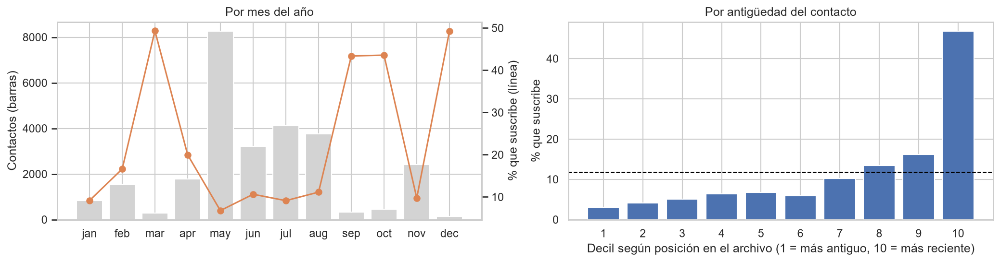 Por mes del año
Contactos (barras)
8000
6000
4000
2000
0
50
40
30
20
10
% que suscribe (línea)
jan feb mar apr may jun jul aug sep oct nov dec
Por antigüedad del contacto
% que suscribe
40
30
20
10
0
1 2 3 4 5 6 7 8 9 10
Decil según posición en el archivo (1 = más antiguo, 10 = más reciente)